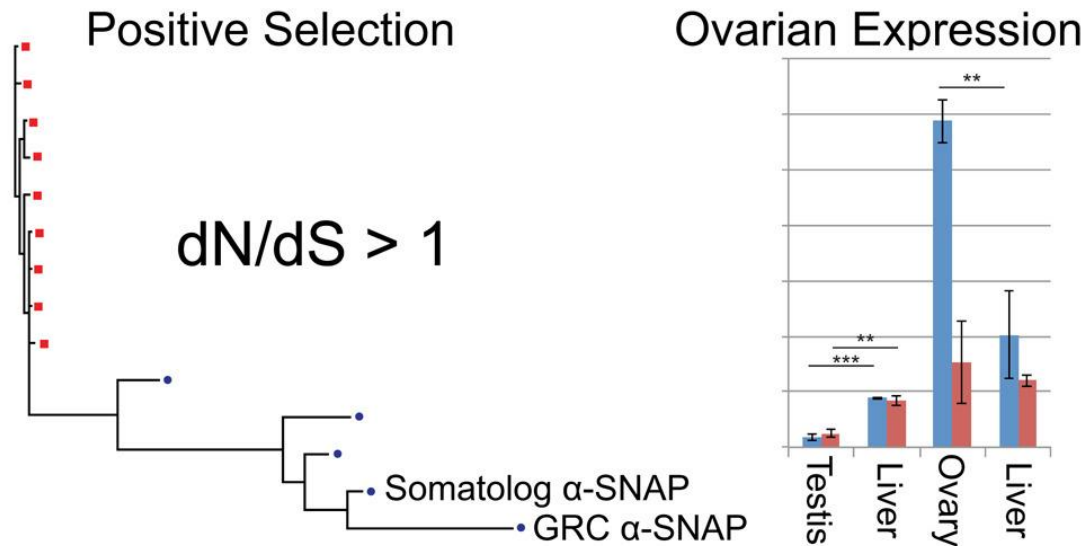 Positive Selection
Ovarian Expression
dN/dS > 1
Somatolog α-SNAP
GRC α-SNAP
**
**
***
Testis
Liver
Ovary
Liver